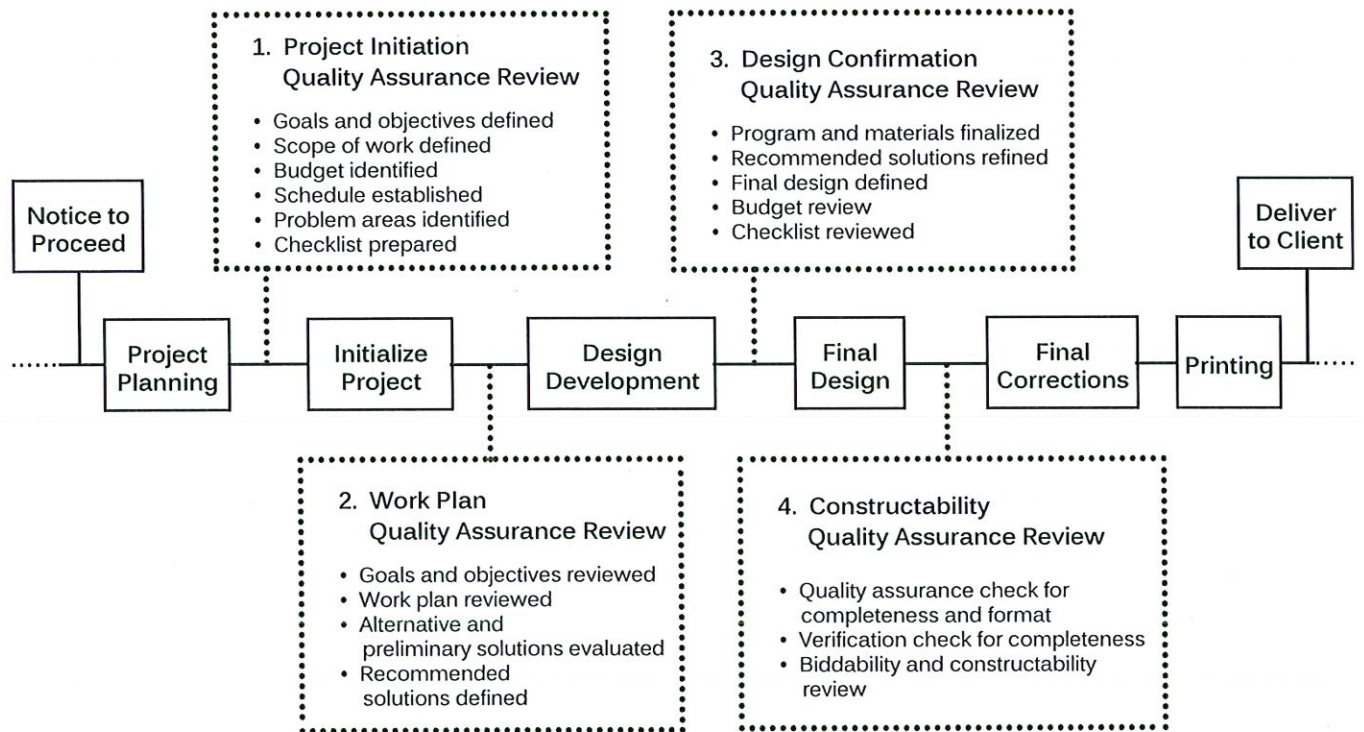 1. Project Initiation
Quality Assurance Review
• Goals and objectives defined
• Scope of work defined
• Budget identified
• Schedule established
• Problem areas identified
• Checklist prepared
3. Design Confirmation
Quality Assurance Review
• Program and materials finalized
• Recommended solutions refined
• Final design defined
• Budget review
• Checklist reviewed
Notice to
Proceed
Deliver
to Client
Project
Planning
Initialize
Project
Design
Development
Final
Design
Final
Corrections
Printing
2. Work Plan
Quality Assurance Review
• Goals and objectives reviewed
• Work plan reviewed
• Alternative and
preliminary solutions evaluated
• Recommended
solutions defined
4. Constructability
Quality Assurance Review
• Quality assurance check for
completeness and format
• Verification check for completeness
• Biddability and constructability
review